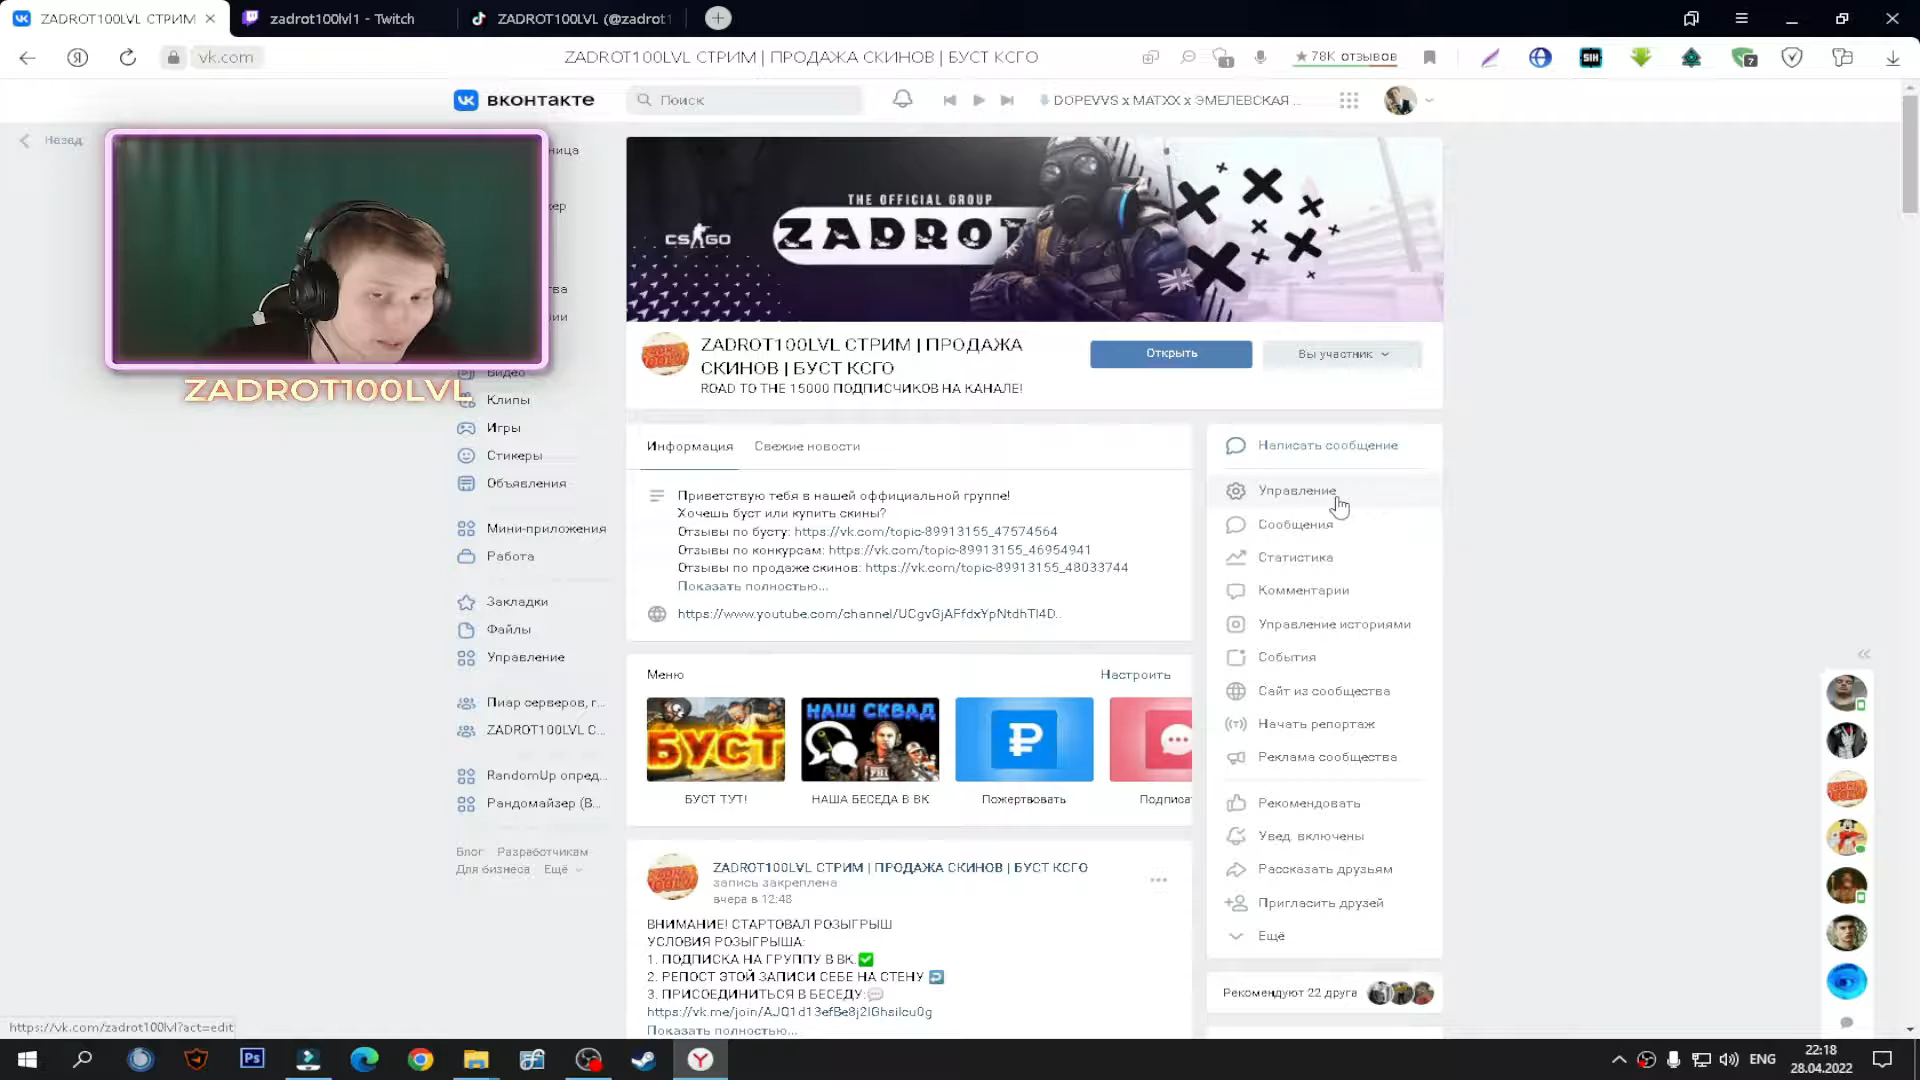 ZADROT100LVL СТРИМ
zadrot100lvl1 - Twitch
ZADROT100LVL (@zadrot1
vk.com
ZADROT100LVL СТРИМ | ПРОДАЖА СКИНОВ | БУСТ КСГО
★ 78K отзывов
вконтакте
Поиск
DOPEVVS x MATXX x ЭМЕЛЕВСКАЯ ...
Назад
ZADROT100LVL
Видео
Клипы
Игры
Стикеры
Объявления
Мини-приложения
Работа
Закладки
Файлы
Управление
Пиар серверов, г...
ZADROT100LVL С...
RandomUp опред...
Рандомайзер (В...
Блог Разработчикам
Для бизнеса Ещё
THE OFFICIAL GROUP
CS GO
ZADROT
ZADROT100LVL СТРИМ | ПРОДАЖА
СКИНОВ | БУСТ КСГО
ROAD TO THE 15000 ПОДПИСЧИКОВ НА КАНАЛЕ!
Открыть
Вы участник
Информация Свежие новости
Приветствую тебя в нашей оффициальной группе!
Хочешь буст или купить скины?
Отзывы по бусту: https://vk.com/topic-89913155_47574564
Отзывы по конкурсам: https://vk.com/topic-89913155_46954941
Отзывы по продаже скинов: https://vk.com/topic-89913155_48033744
Показать полностью...
https://www.youtube.com/channel/UCgvGjAFfdxYpNtdhTI4D..
Меню
Настроить
БУСТ
НАШ СКВАД
БУСТ ТУТ!
НАША БЕСЕДА В ВК
Пожертвовать
Подписат
ZADROT100LVL СТРИМ | ПРОДАЖА СКИНОВ | БУСТ КСГО
запись закреплена
вчера в 12:48
ВНИМАНИЕ! СТАРТОВАЛ РОЗЫГРЫШ
УСЛОВИЯ РОЗЫГРЫША:
1. ПОДПИСКА НА ГРУППУ В ВК.✅
2. РЕПОСТ ЭТОЙ ЗАПИСИ СЕБЕ НА СТЕНУ ↩️
3. ПРИСОЕДИНИТЬСЯ В БЕСЕДУ:💬
https://vk.me/join/AJQ1d13efBe8j2IGhsilcu0g
Показать полностью...
Написать сообщение
Управление
Сообщения
Статистика
Комментарии
Управление историями
События
Сайт из сообщества
Начать репортаж
Реклама сообщества
Рекомендовать
Увед. включены
Рассказать друзьям
Пригласить друзей
Ещё
Рекомендуют 22 друга
https://vk.com/zadrot100lvl?act=edit
ENG
22:18
28.04.2022